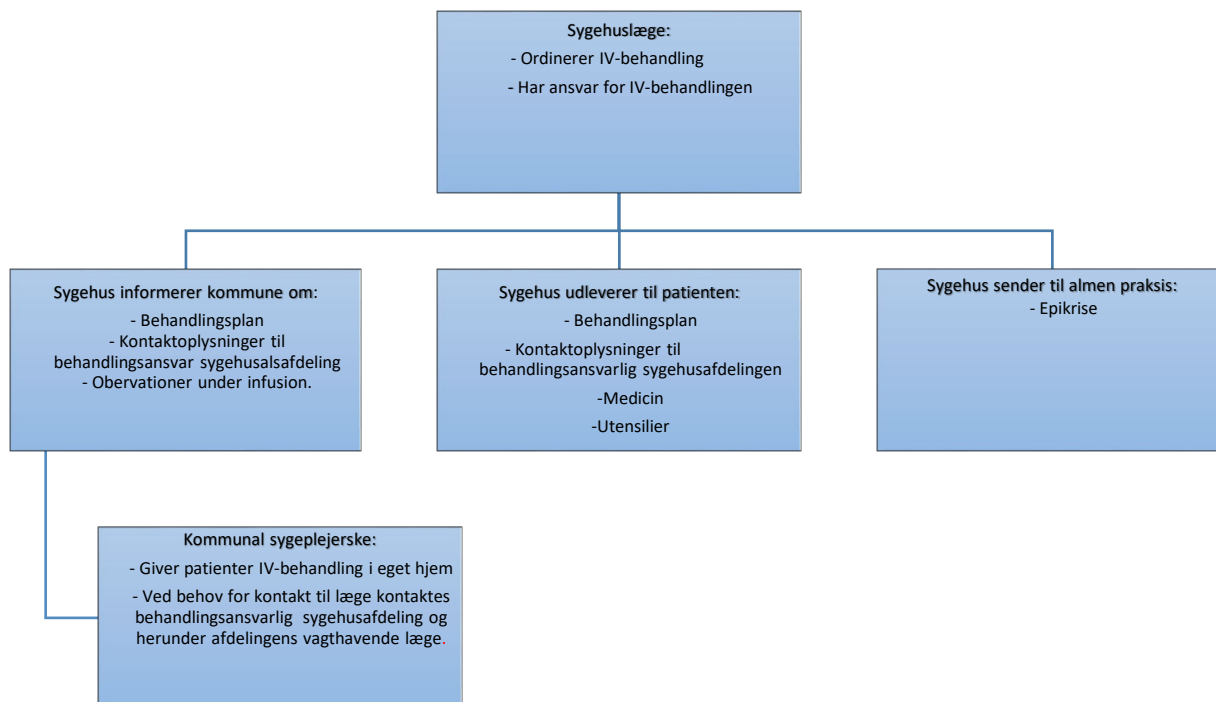 Sygehuslæge:
- Ordinerer IV-behandling
- Har ansvar for IV-behandlingen
Sygehus informerer kommune om:
- Behandlingsplan
- Kontaktoplysninger til
behandlingsansvar sygehusalsafdeling
- Obervationer under infusion.
Sygehus udleverer til patienten:
- Behandlingsplan
- Kontaktoplysninger til
behandlingsansvarlig sygehusafdelingen
-Medicin
-Utensilier
Sygehus sender til almen praksis:
- Epikrise
Kommunal sygeplejerske:
- Giver patienter IV-behandling i eget hjem
- Ved behov for kontakt til læge kontaktes
behandlingsansvarlig sygehusafdeling og
herunder afdelingens vagthavende læge.